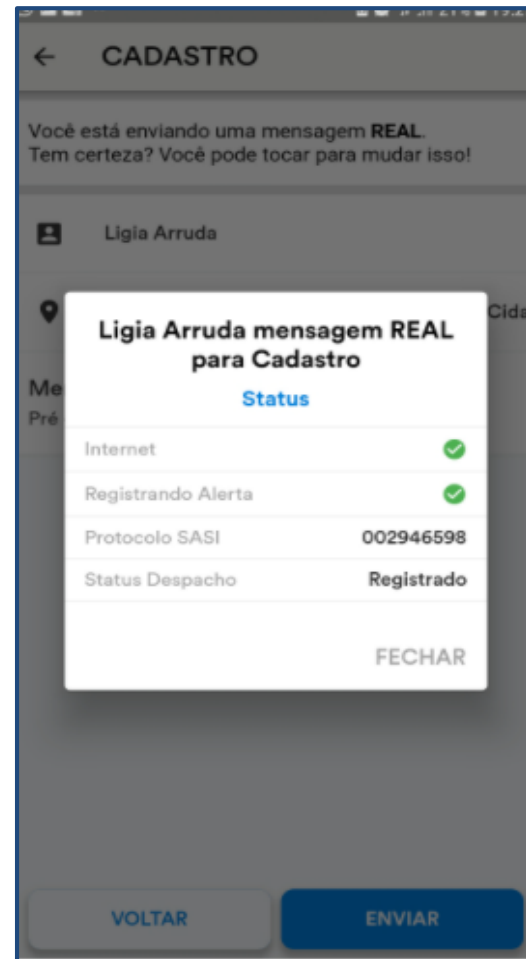 CADASTRO
Você está enviando uma mensagem REAL.
Tem certeza? Você pode tocar para mudar isso!
Ligia Arruda
Cida
Ligia Arruda mensagem REAL
para Cadastro
Me
Pré
Status
Internet
Registrando Alerta
Protocolo SASI 002946598
Status Despacho Registrado
FECHAR
VOLTAR ENVIAR